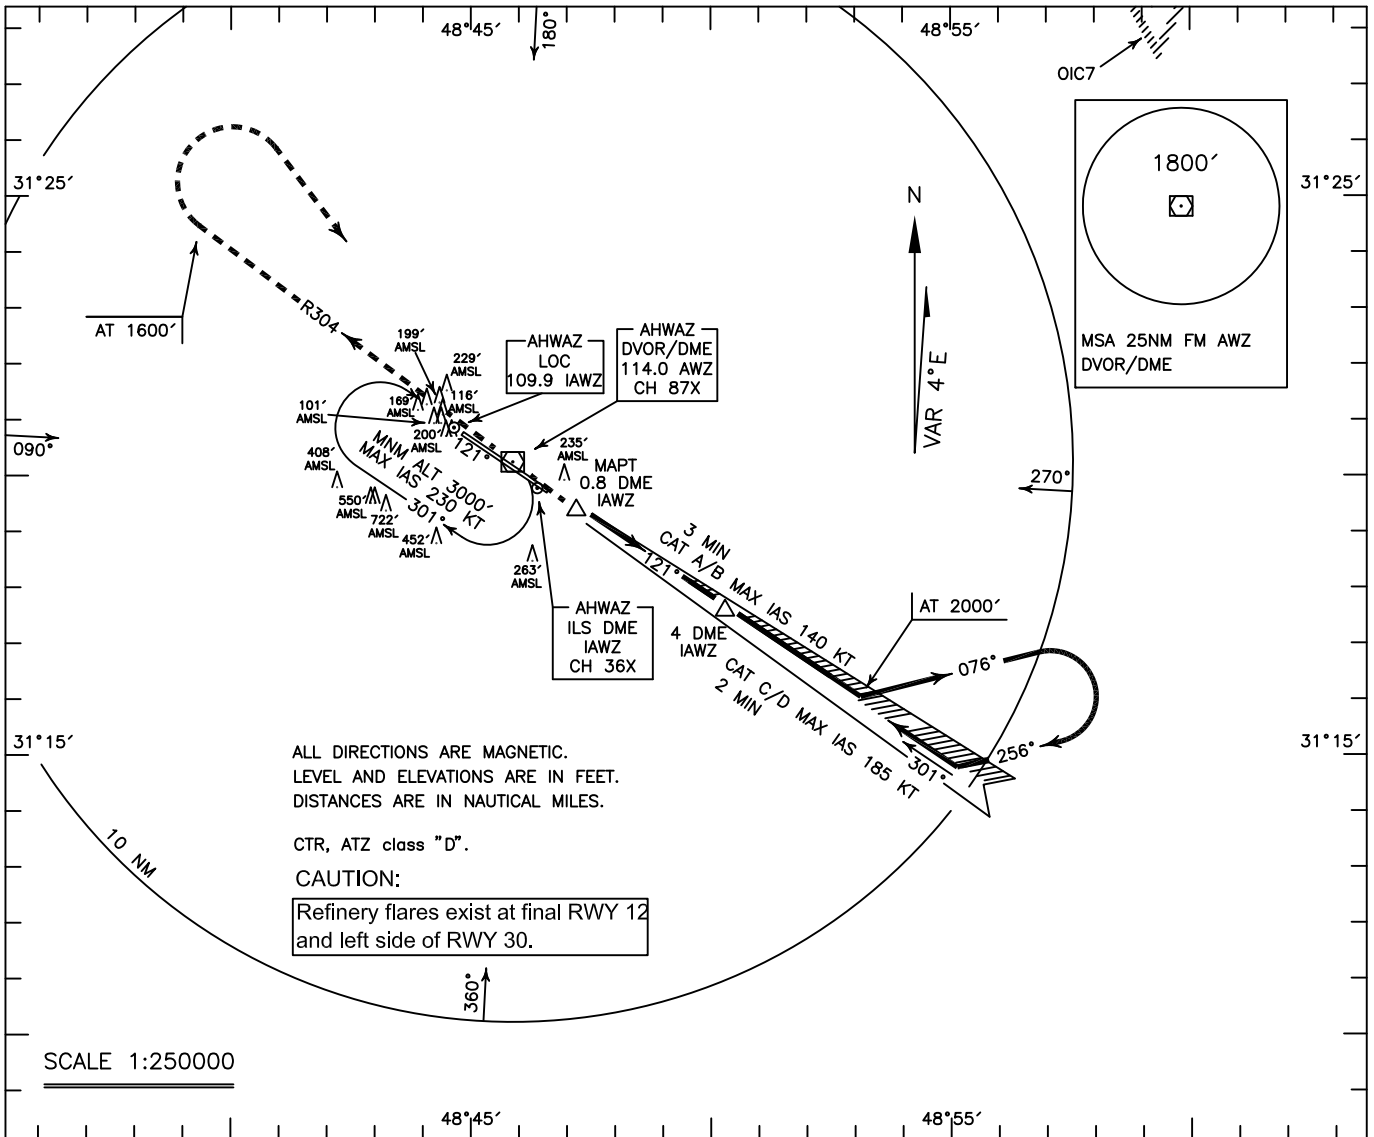 48°45′
180°
48°55′
OIC7
31°25′
31°25′
1800′
MSA 25NM FM AWZ
DVOR/DME
N
VAR 4°E
AT 1600′
R304
199′
AMSL
229′
AMSL
169′
116′
AMSL
101′
AMSL
200′
AMSL
408′
AMSL
550′
AMSL
722′
AMSL
452′
AMSL
263′
AMSL
235′
AMSL
AHWAZ
LOC
109.9 IAWZ
AHWAZ
DVOR/DME
114.0 AWZ
CH 87X
121°
MNM ALT 3000′
MAX IAS 230 KT
301°
090°
270°
MAPT
0.8 DME
IAWZ
3 MIN
CAT A/B MAX IAS 140 KT
121°
AHWAZ
ILS DME
IAWZ
CH 36X
4 DME
IAWZ
AT 2000′
076°
256°
301°
CAT C/D MAX IAS 185 KT
2 MIN
31°15′
31°15′
ALL DIRECTIONS ARE MAGNETIC.
LEVEL AND ELEVATIONS ARE IN FEET.
DISTANCES ARE IN NAUTICAL MILES.
CTR, ATZ class "D".
CAUTION:
Refinery flares exist at final RWY 12
and left side of RWY 30.
10 NM
360°
SCALE 1:250000
48°45′
48°55′